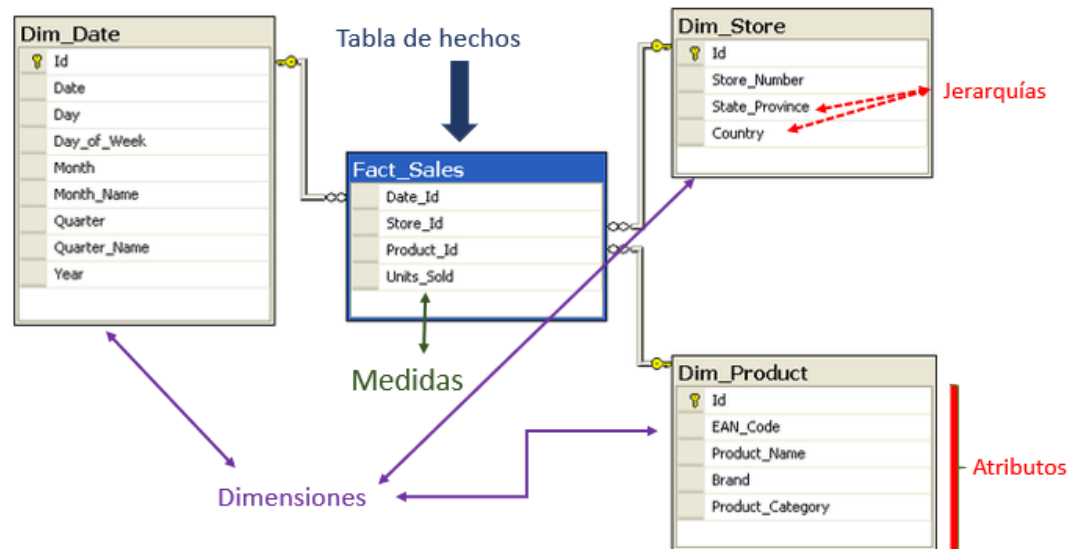 Dim_Date
Id
Date
Day
Day_of_Week
Month
Month_Name
Quarter
Quarter_Name
Year
Tabla de hechos
Fact_Sales
Date_Id
Store_Id
Product_Id
Units_Sold
Medidas
Dimensiones
Dim_Store
Id
Store_Number
State_Province
Country
Jerarquías
Dim_Product
Id
EAN_Code
Product_Name
Brand
Product_Category
Atributos